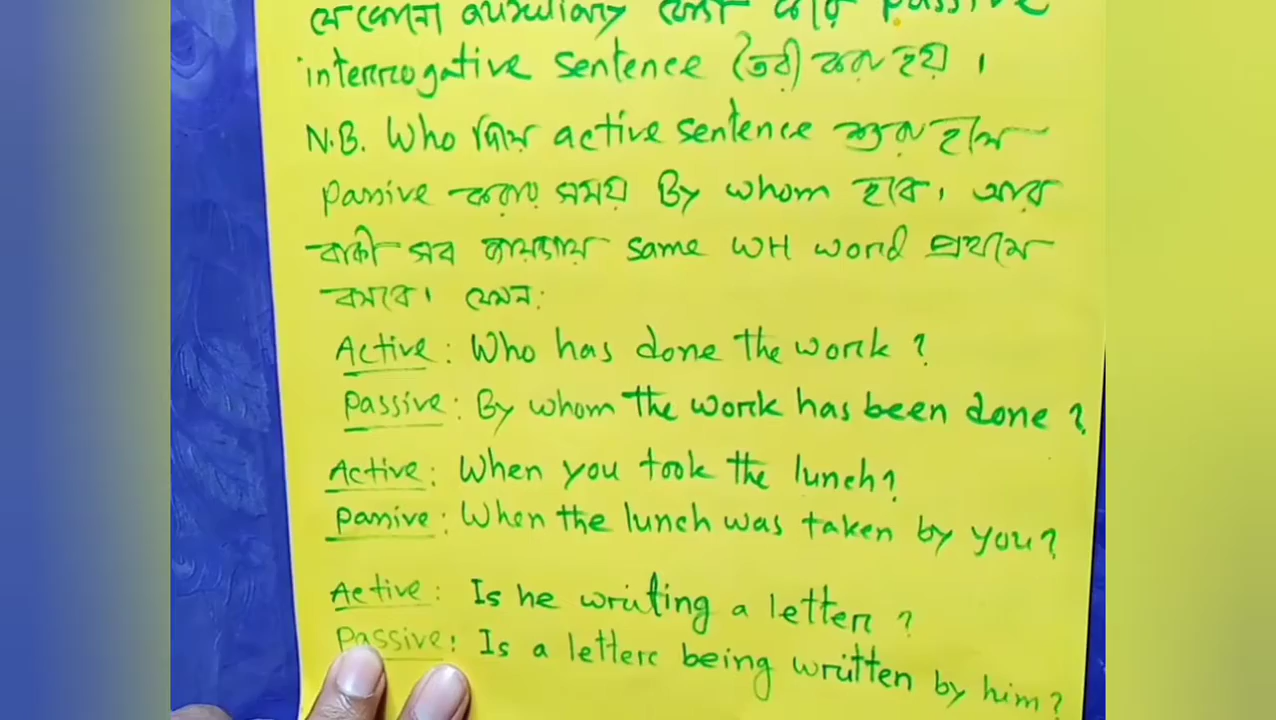 যে কোনো auxiliary passive
interrogative sentence তৈরী করা হয় ।
N.B. Who দিয়ে active sentence শুরু হলে
passive করার সময় By whom হবে। আর
বাকী সব জায়গায় same WH word প্রথমে
বসবে। যেমন:
Active : Who has done the work ?
Passive : By whom the work has been done ?
Active : When you took the lunch?
Passive : When the lunch was taken by you?
Active : Is he writing a letter ?
Passive : Is a letter being written by him?